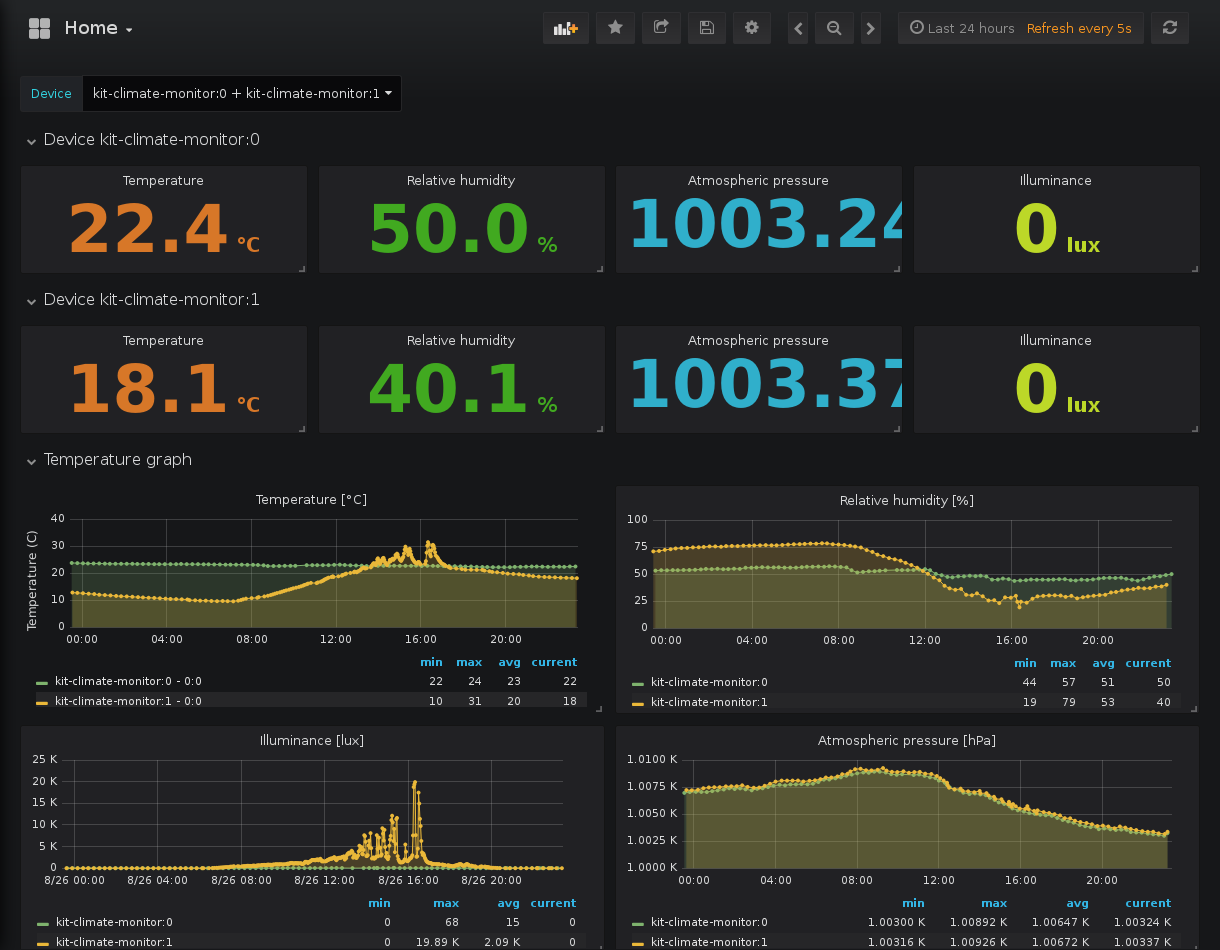 Home
Last 24 hours Refresh every 5s
Device kit-climate-monitor:0 + kit-climate-monitor:1
Device kit-climate-monitor:0
Temperature Relative humidity Atmospheric pressure Illuminance
22.4 °C 50.0 % 1003.24 0 lux
Device kit-climate-monitor:1
Temperature Relative humidity Atmospheric pressure Illuminance
18.1 °C 40.1 % 1003.37 0 lux
Temperature graph
Temperature [°C]
Temperature (C)
40
30
20
10
0
00:00 04:00 08:00 12:00 16:00 20:00
min max avg current
kit-climate-monitor:0 - 0:0 22 24 23 22
kit-climate-monitor:1 - 0:0 10 31 20 18
Relative humidity [%]
100
75
50
25
0
00:00 04:00 08:00 12:00 16:00 20:00
min max avg current
kit-climate-monitor:0 44 57 51 50
kit-climate-monitor:1 19 79 53 40
Illuminance [lux]
25 K
20 K
15 K
10 K
5 K
0
8/26 00:00 8/26 04:00 8/26 08:00 8/26 12:00 8/26 16:00 8/26 20:00
min max avg current
kit-climate-monitor:0 0 68 15 0
kit-climate-monitor:1 0 19.89 K 2.09 K 0
Atmospheric pressure [hPa]
1.0100 K
1.0075 K
1.0050 K
1.0025 K
1.0000 K
00:00 04:00 08:00 12:00 16:00 20:00
min max avg current
kit-climate-monitor:0 1.00300 K 1.00892 K 1.00647 K 1.00324 K
kit-climate-monitor:1 1.00316 K 1.00926 K 1.00672 K 1.00337 K